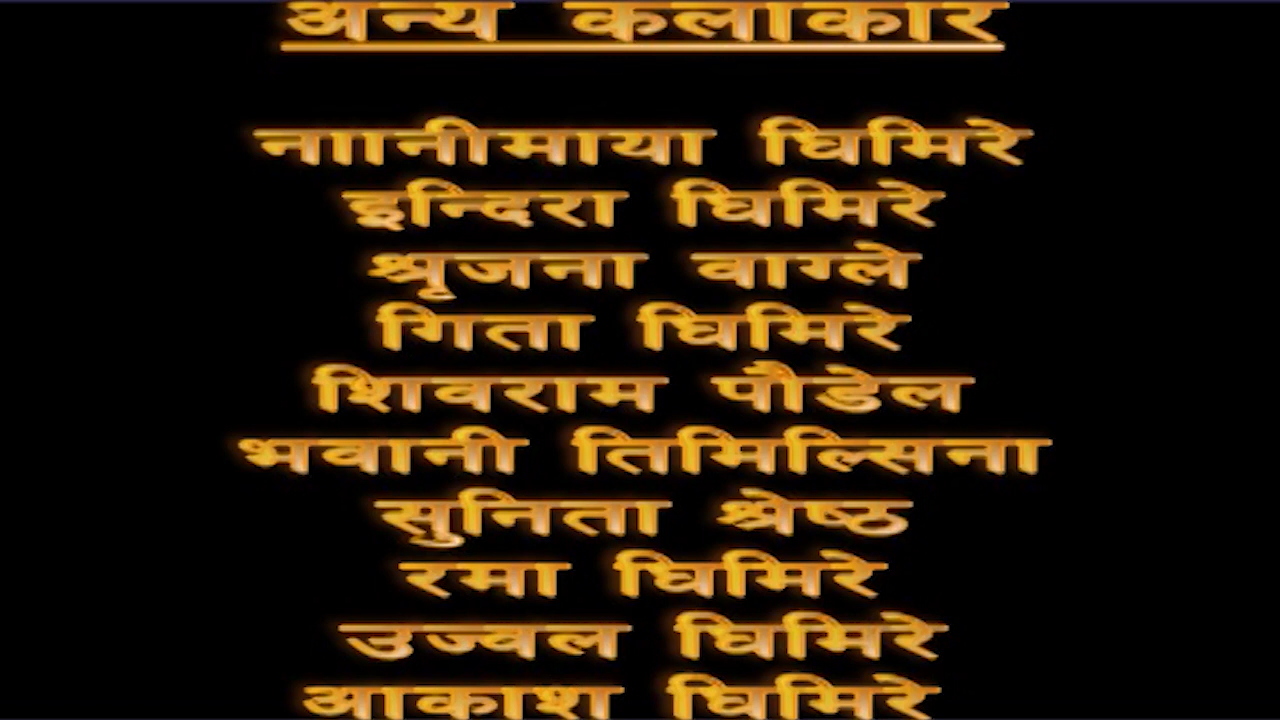 अन्य कलाकार
नाानीमाया घिमिरे
इन्दिरा घिमिरे
श्रृजना वाग्ले
गिता घिमिरे
शिवराम पौडेल
भवानी तिमिल्सिना
सुनिता श्रेष्ठ
रमा घिमिरे
उज्वल घिमिरे
आकाश घिमिरे